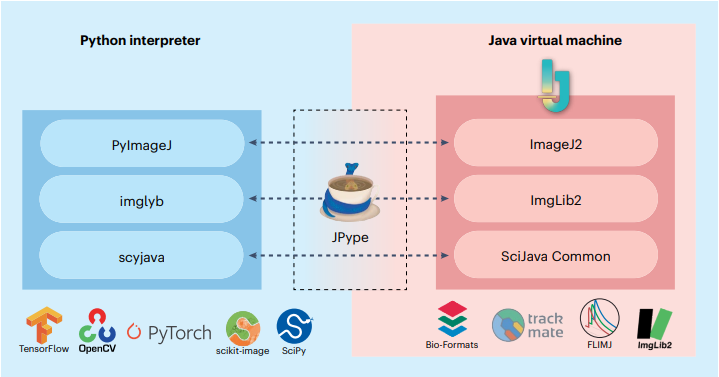 Python interpreter
Java virtual machine
PyImageJ
ImageJ2
imglyb
ImgLib2
JPype
scyjava
SciJava Common
TensorFlow
OpenCV
PyTorch
scikit-image
SciPy
Bio-Formats
track
mate
FLIMJ
ImgLib2